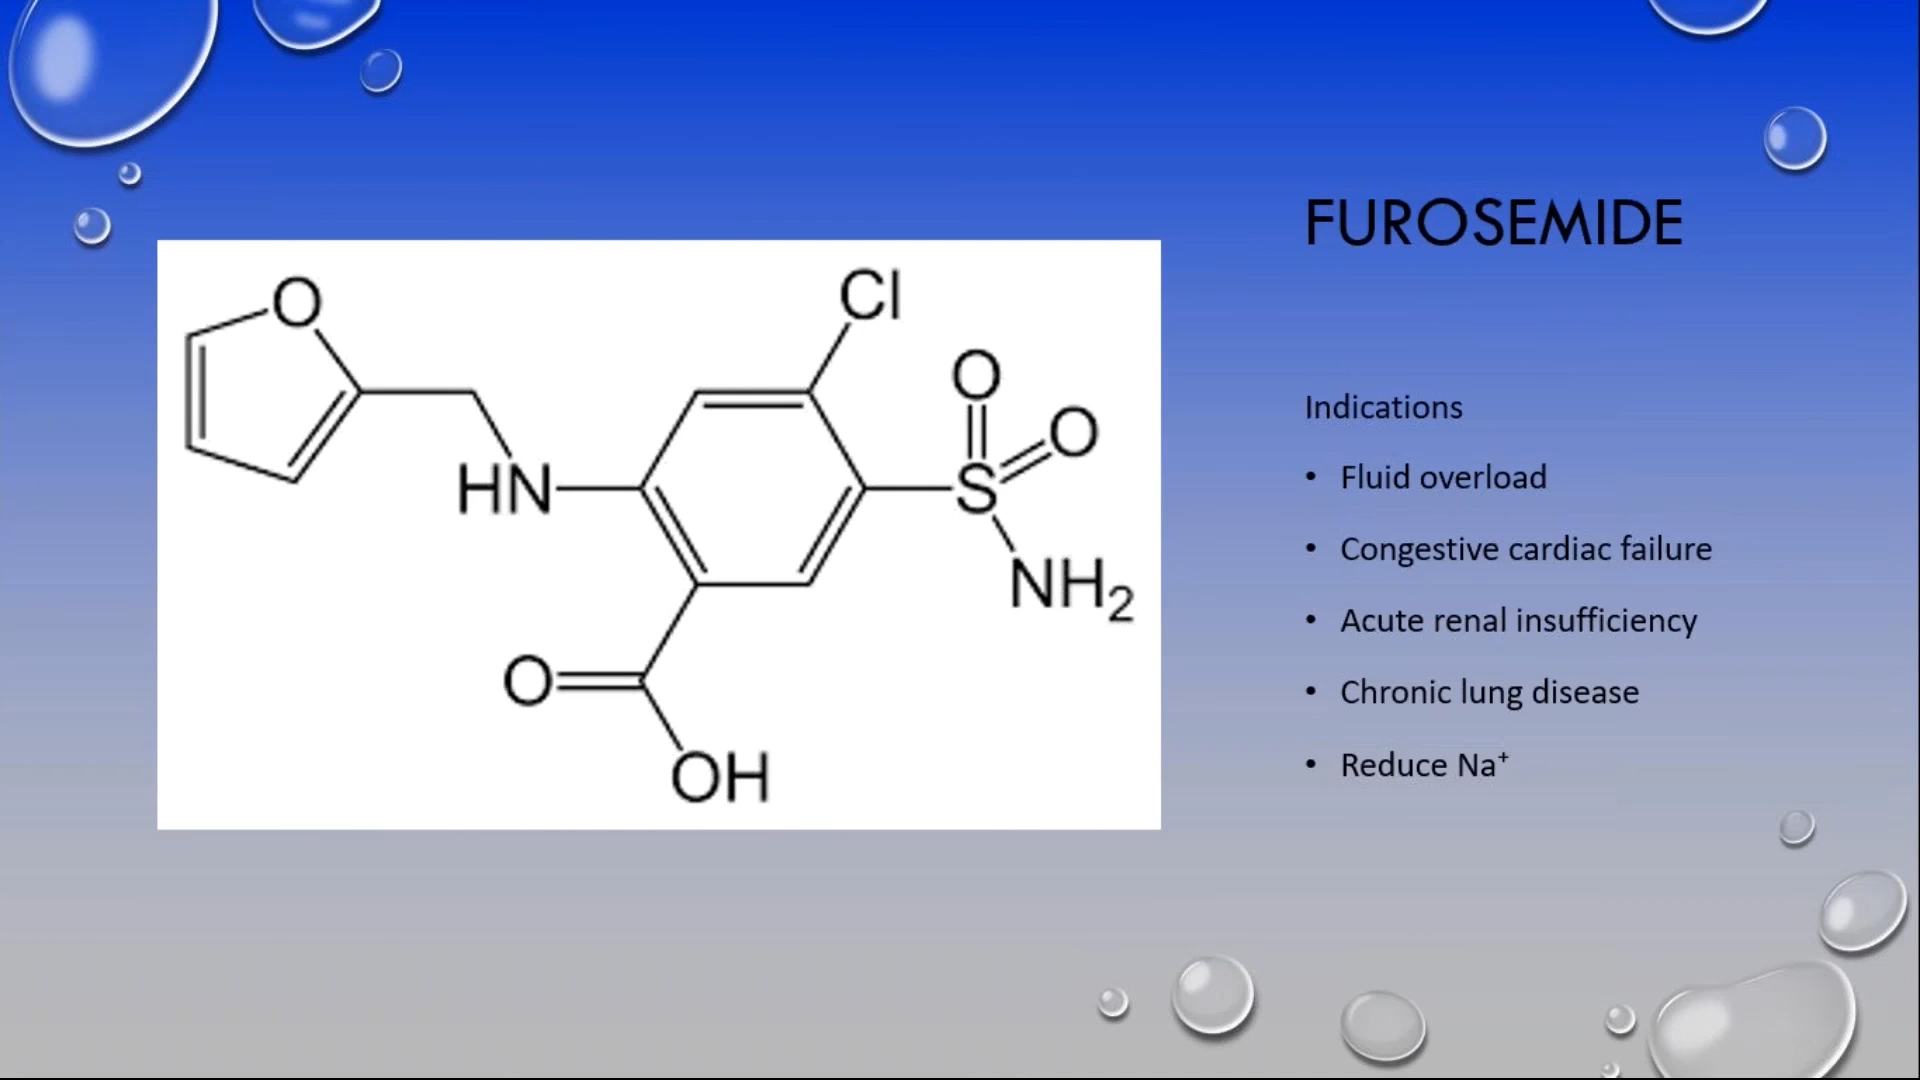 FUROSEMIDE
O
Cl
O
O
HN
S
NH₂
O
OH
Indications
• Fluid overload
• Congestive cardiac failure
• Acute renal insufficiency
• Chronic lung disease
• Reduce Na⁺